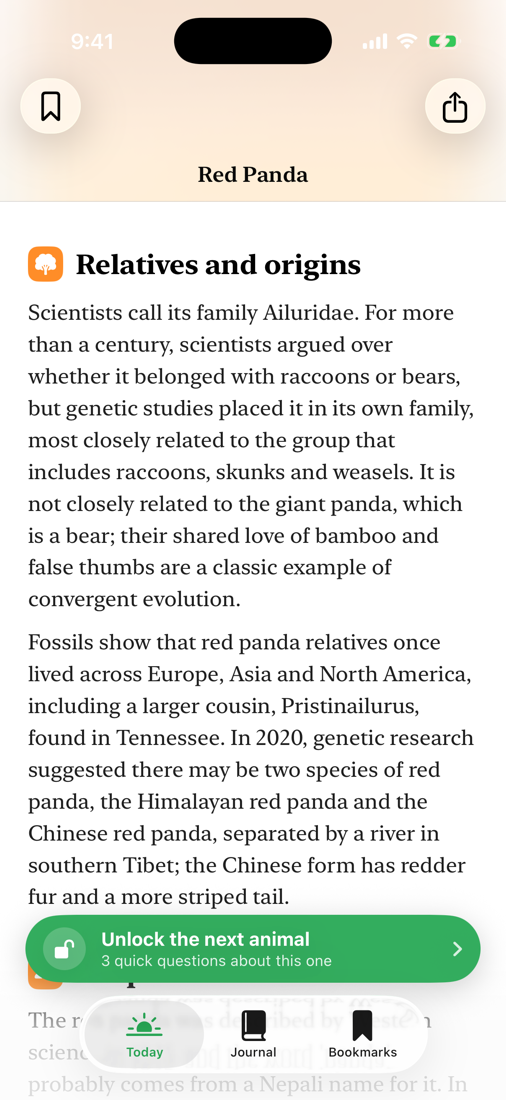 9:41
Red Panda
Relatives and origins
Scientists call its family Ailuridae. For more
than a century, scientists argued over
whether it belonged with raccoons or bears,
but genetic studies placed it in its own family,
most closely related to the group that
includes raccoons, skunks and weasels. It is
not closely related to the giant panda, which
is a bear; their shared love of bamboo and
false thumbs are a classic example of
convergent evolution.
Fossils show that red panda relatives once
lived across Europe, Asia and North America,
including a larger cousin, Pristinailurus,
found in Tennessee. In 2020, genetic research
suggested there may be two species of red
panda, the Himalayan red panda and the
Chinese red panda, separated by a river in
southern Tibet; the Chinese form has redder
fur and a more striped tail.
Unlock the next animal
3 quick questions about this one
The
Today
Journal
Bookmarks
probably comes from a Nepali name for it. In